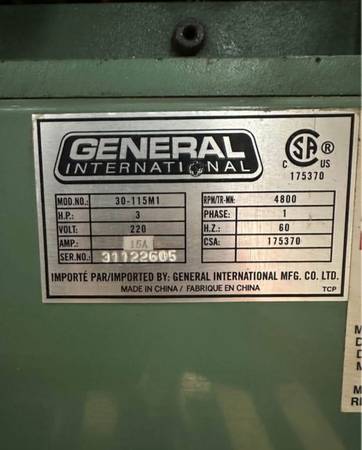 GENERAL®
INTERNATIONAL
CSA ®
C US
175370
MOD.NO.: 30-115M1 RPM/TR-MN: 4800
H.P.: 3 PHASE: 1
VOLT: 220 H.Z.: 60
AMP.: 15A CSA: 175370
SER.NO.: 31122605
IMPORTÉ PAR/IMPORTED BY: GENERAL INTERNATIONAL MFG. CO. LTD.
MADE IN CHINA / FABRIQUE EN CHINA
TCP